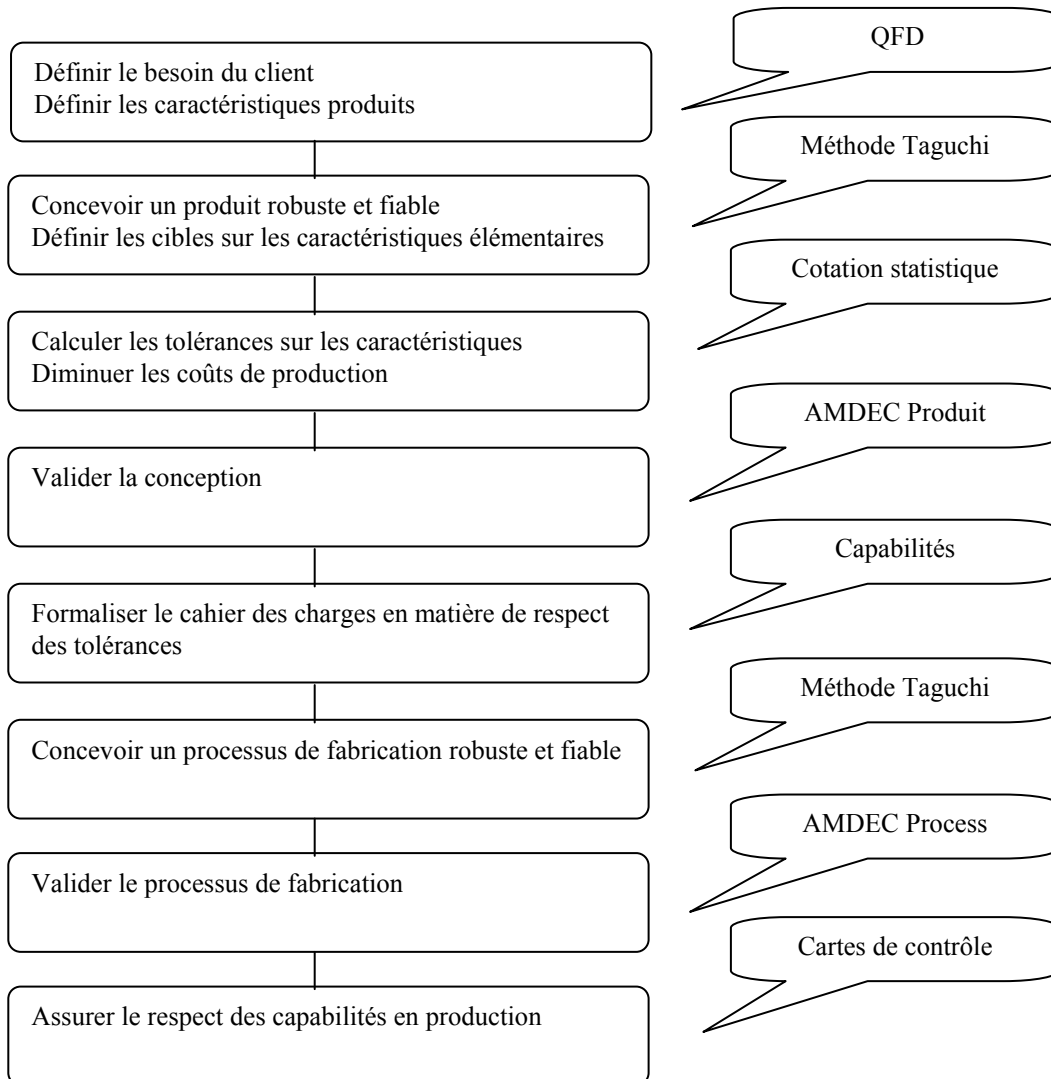 QFD
Définir le besoin du client
Définir les caractéristiques produits
Méthode Taguchi
Concevoir un produit robuste et fiable
Définir les cibles sur les caractéristiques élémentaires
Cotation statistique
Calculer les tolérances sur les caractéristiques
Diminuer les coûts de production
AMDEC Produit
Valider la conception
Capabilités
Formaliser le cahier des charges en matière de respect
des tolérances
Méthode Taguchi
Concevoir un processus de fabrication robuste et fiable
AMDEC Process
Valider le processus de fabrication
Cartes de contrôle
Assurer le respect des capabilités en production